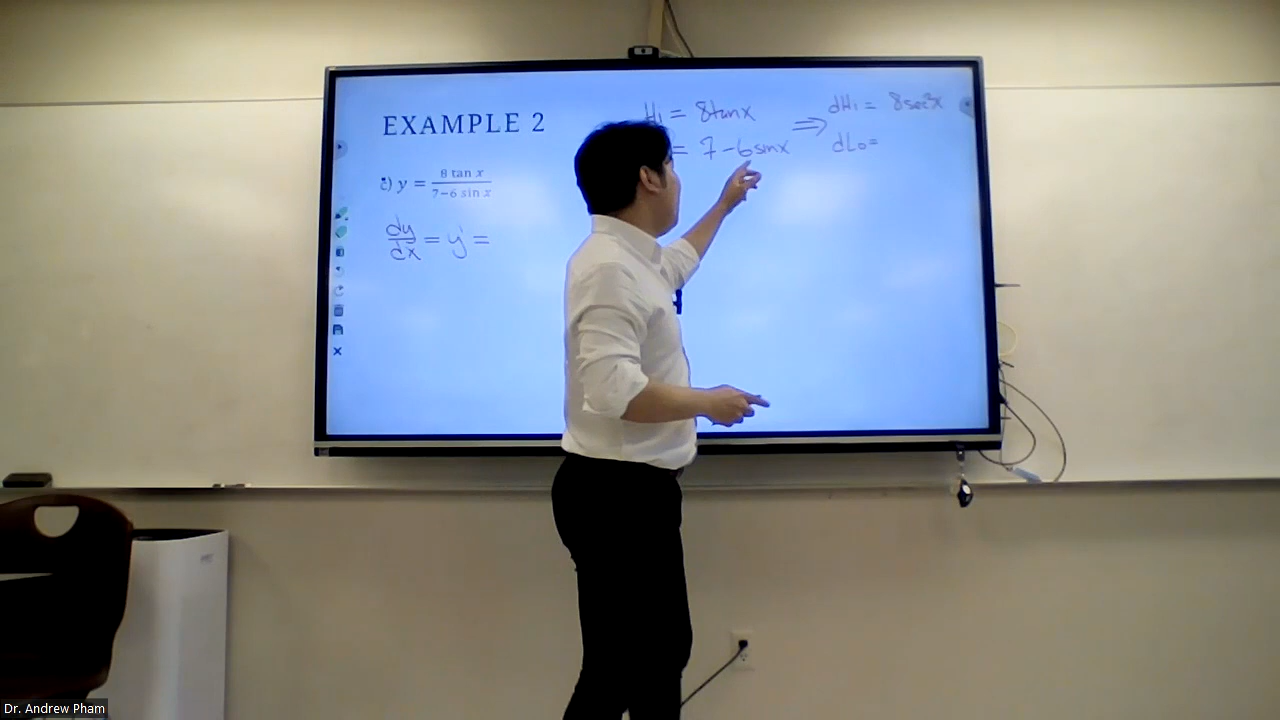 EXAMPLE 2
c) y = 8 tan x / 7−6 sin x
dy/dx = y' =
Hi = 8tanx
= 7-6sinx
⇒
dHi = 8sec²x
dLo=
Dr. Andrew Pham